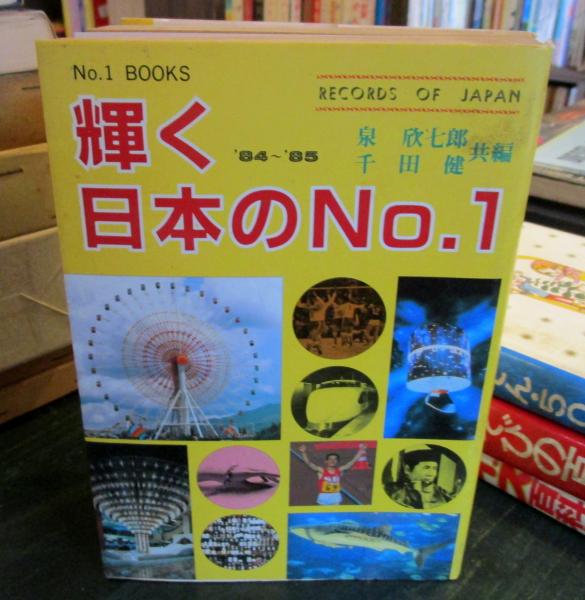 No.1 BOOKS
RECORDS OF JAPAN
輝く
'84~'85
泉 欣七郎
千田 健
共編
日本のNo.1